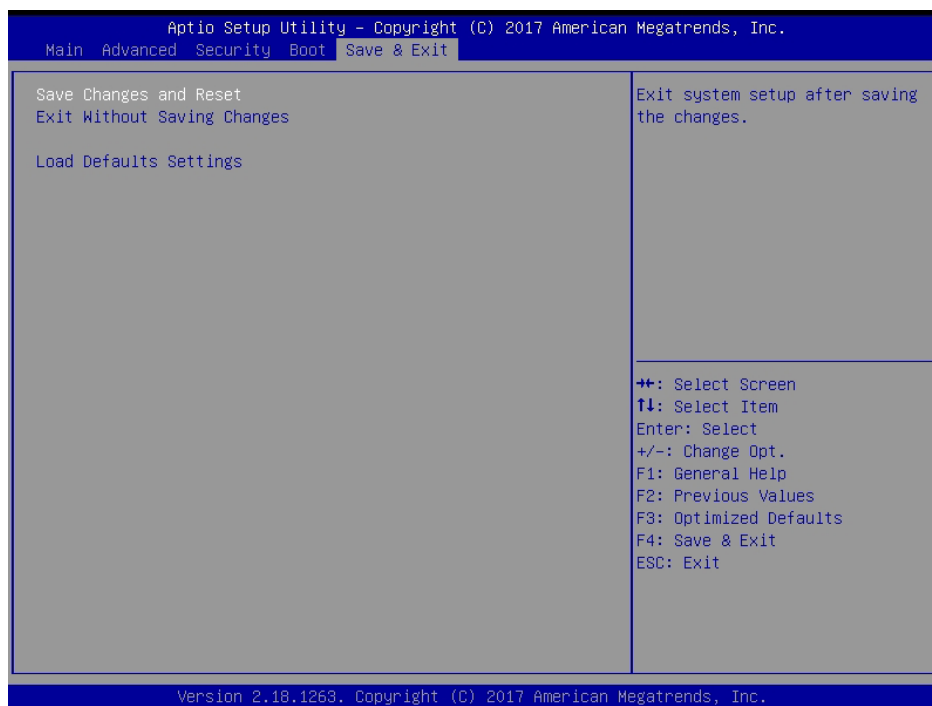 Aptio Setup Utility – Copyright (C) 2017 American Megatrends, Inc.
Main Advanced Security Boot Save & Exit
Save Changes and Reset
Exit Without Saving Changes
Load Defaults Settings
Exit system setup after saving
the changes.
→←: Select Screen
↑↓: Select Item
Enter: Select
+/-: Change Opt.
F1: General Help
F2: Previous Values
F3: Optimized Defaults
F4: Save & Exit
ESC: Exit
Version 2.18.1263. Copyright (C) 2017 American Megatrends, Inc.